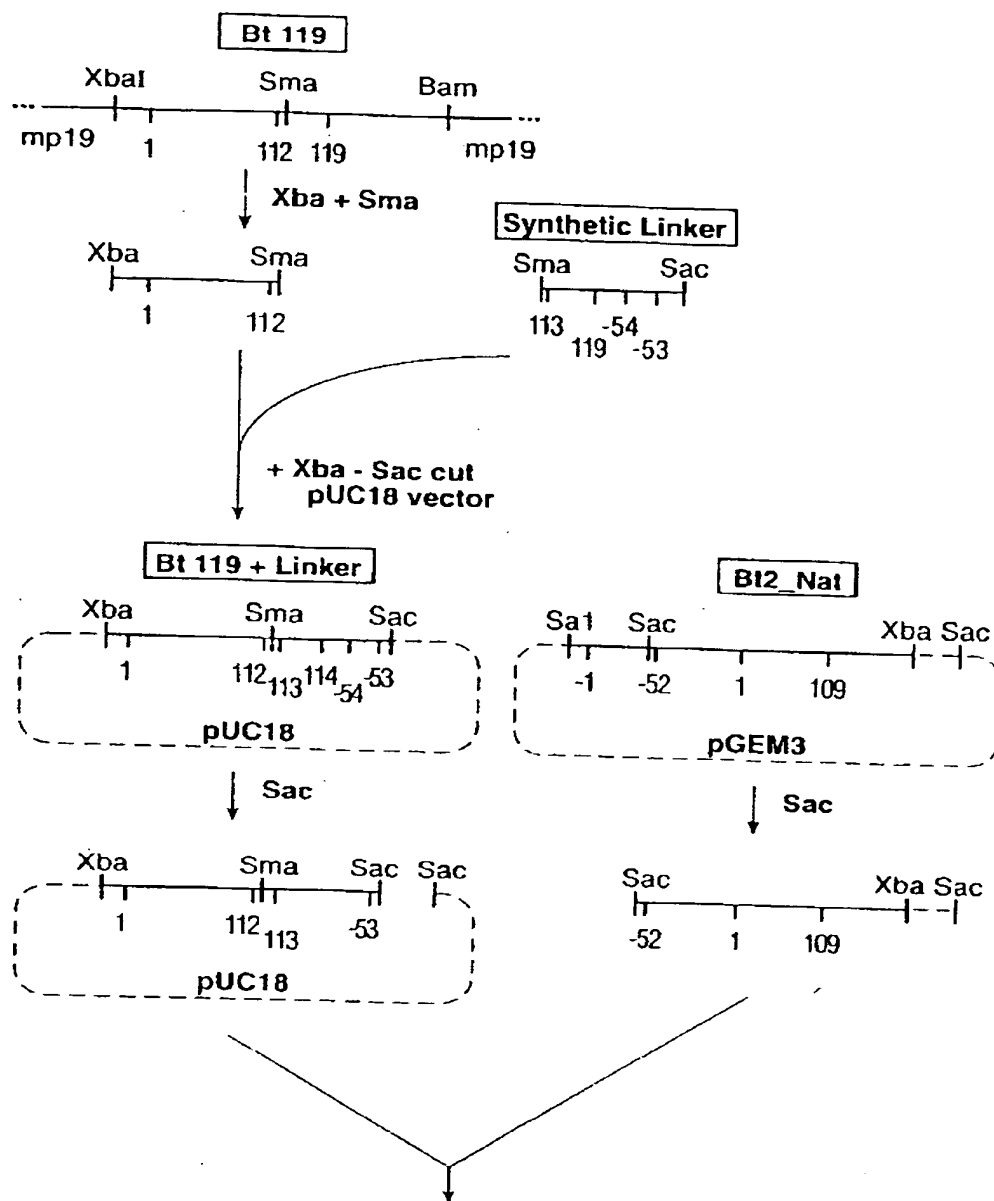 Bt 119
XbaI Sma Bam
... ...
mp19 1 112 119 mp19
Xba + Sma
Synthetic Linker
Xba Sma
1 112
Sma Sac
113 -54
119 -53
+ Xba - Sac cut
pUC18 vector
Bt 119 + Linker
Xba Sma Sac
1 112 113 114 -54 -53
pUC18
Bt2_Nat
Sa1 Sac Xba Sac
-1 -52 1 109
pGEM3
Sac
Sac
Xba Sma Sac Sac
1 112 113 -53
pUC18
Sac Xba Sac
-52 1 109